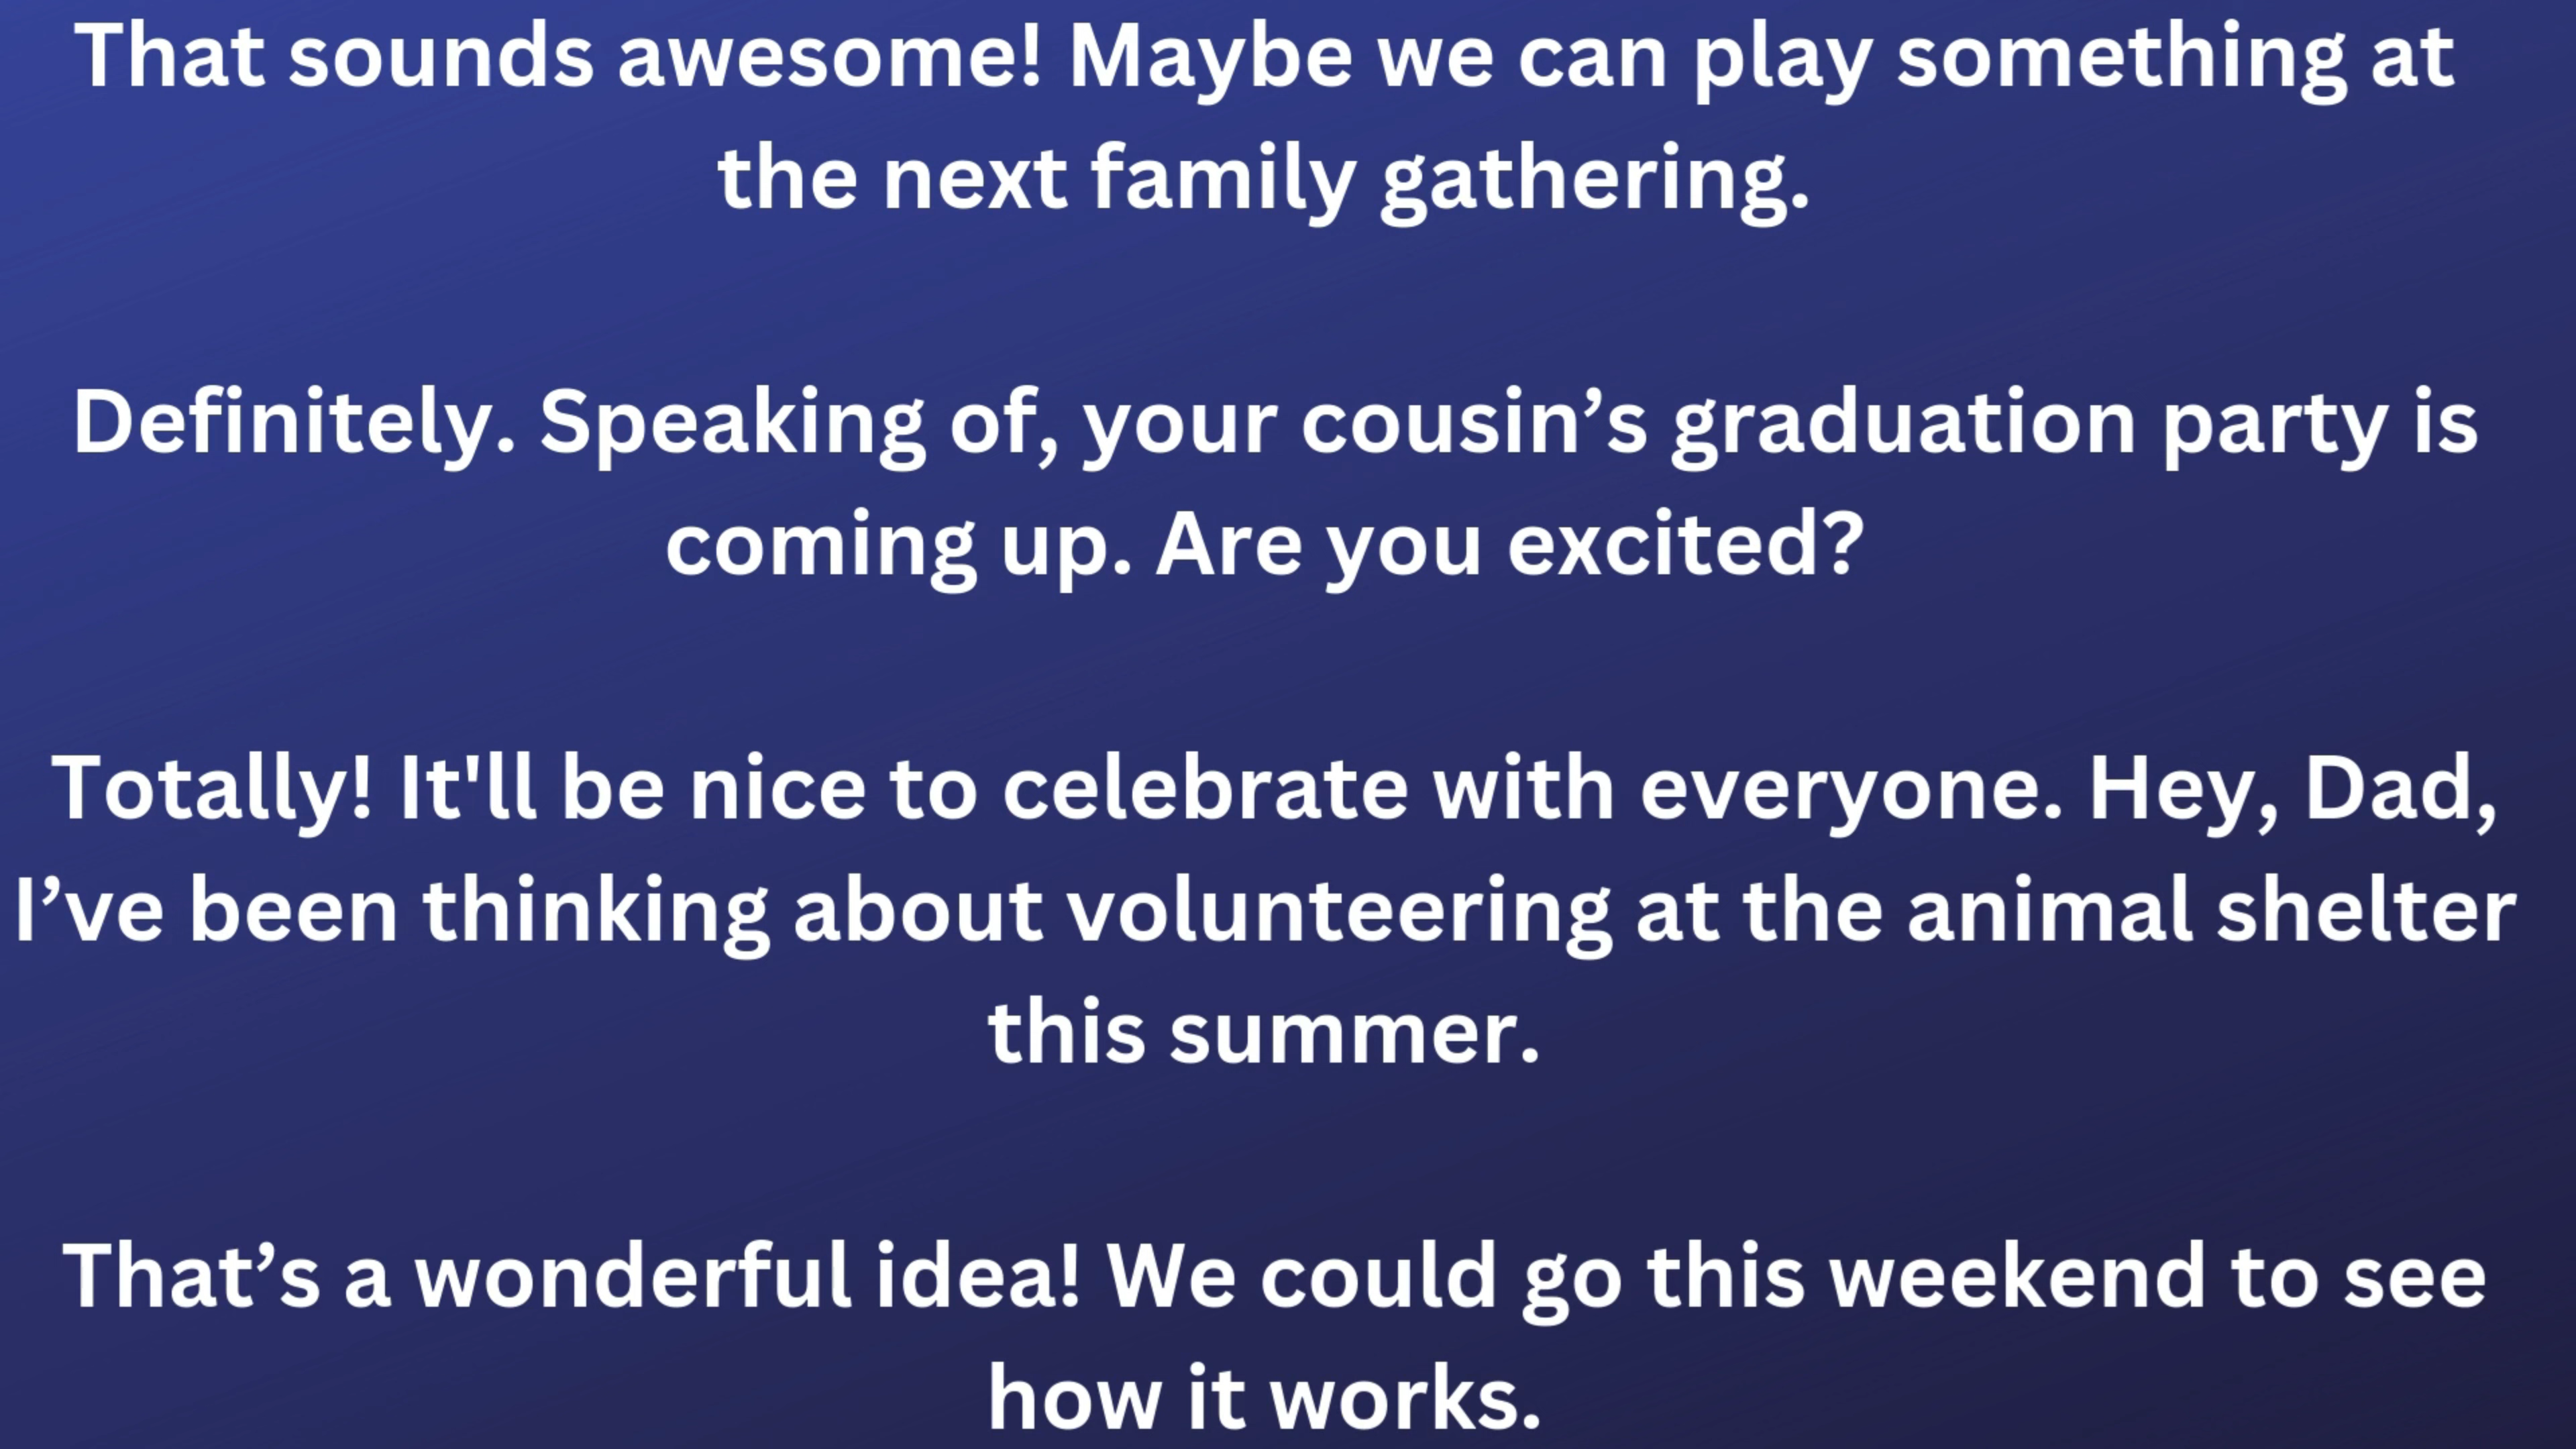 That sounds awesome! Maybe we can play something at
the next family gathering.
Definitely. Speaking of, your cousin’s graduation party is
coming up. Are you excited?
Totally! It'll be nice to celebrate with everyone. Hey, Dad,
I’ve been thinking about volunteering at the animal shelter
this summer.
That’s a wonderful idea! We could go this weekend to see
how it works.